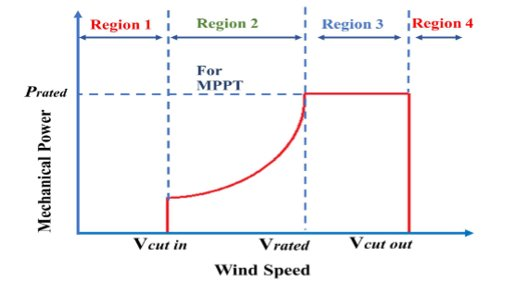 Region 1 Region 2 Region 3 Region 4
For
MPPT
Prated
Mechanical Power
Vcut in Vrated Vcut out
Wind Speed